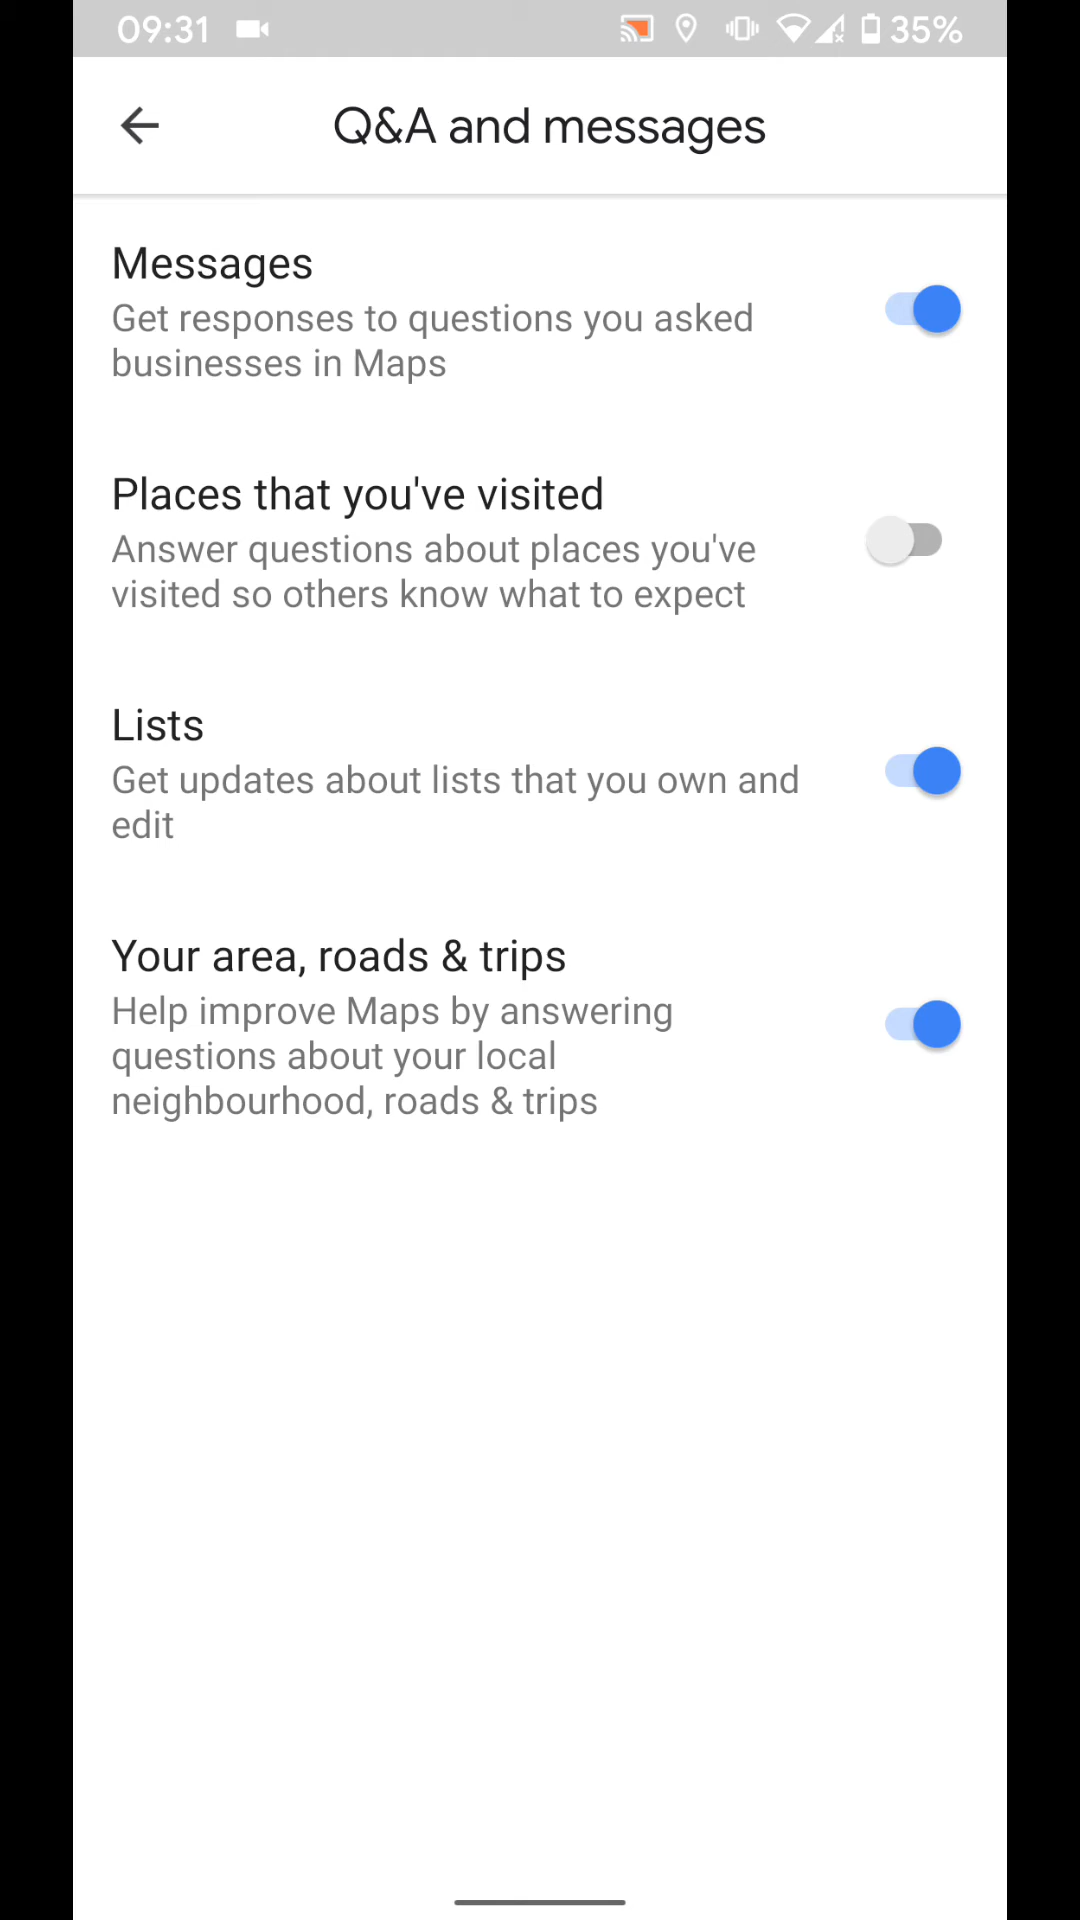 09:31
35%
Q&A and messages
Messages
Get responses to questions you asked
businesses in Maps
Places that you've visited
Answer questions about places you've
visited so others know what to expect
Lists
Get updates about lists that you own and
edit
Your area, roads & trips
Help improve Maps by answering
questions about your local
neighbourhood, roads & trips